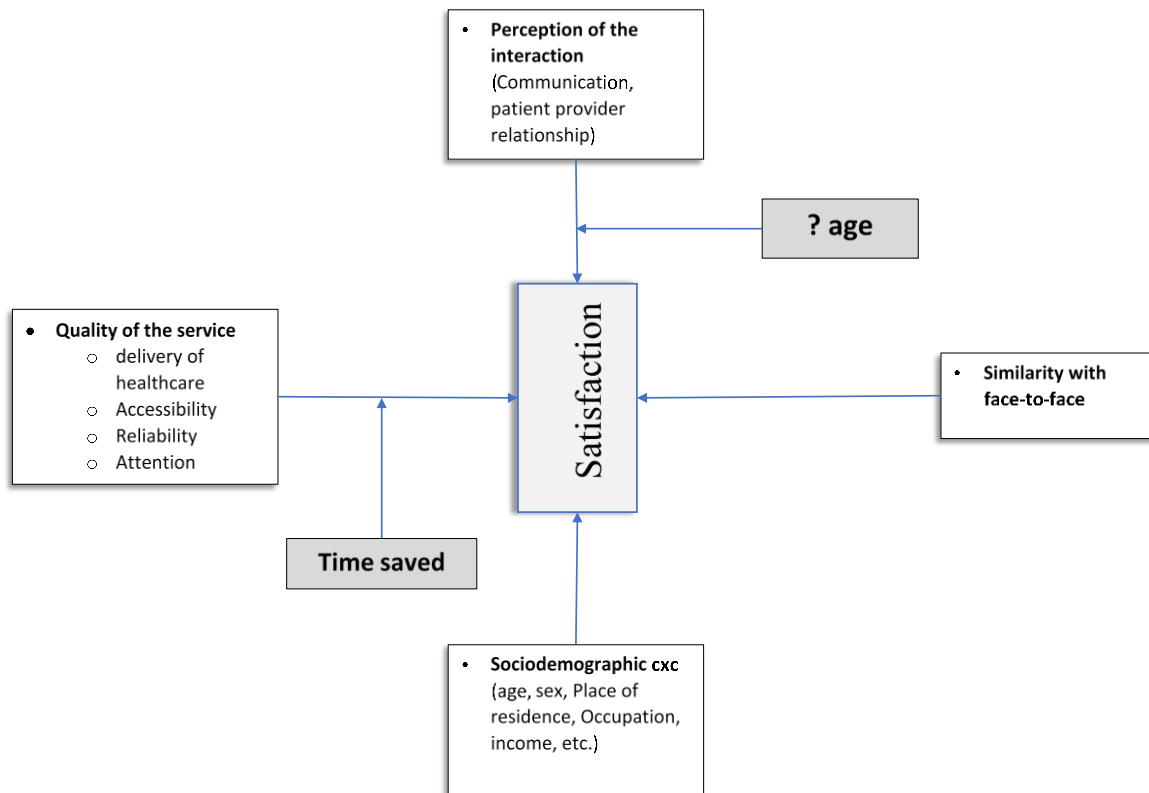 • Perception of the
interaction
(Communication,
patient provider
relationship)
? age
• Quality of the service
o delivery of
healthcare
o Accessibility
o Reliability
o Attention
Satisfaction
• Similarity with
face-to-face
Time saved
• Sociodemographic cxc
(age, sex, Place of
residence, Occupation,
income, etc.)